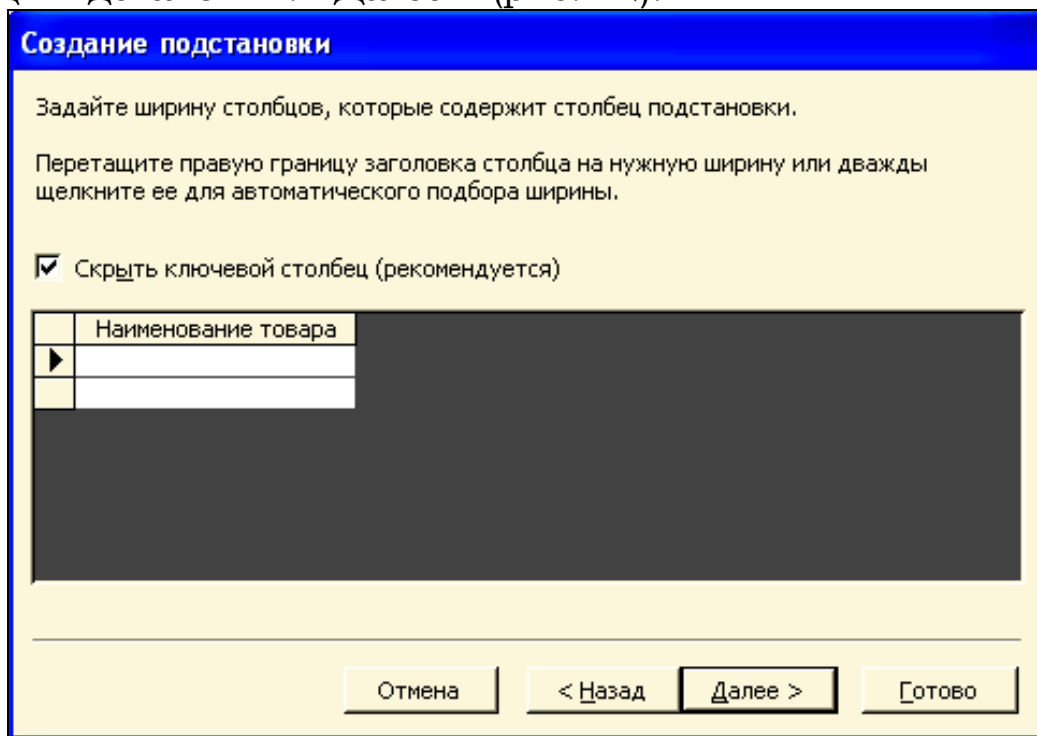 Создание подстановки
Задайте ширину столбцов, которые содержит столбец подстановки.
Перетащите правую границу заголовка столбца на нужную ширину или дважды
щелкните ее для автоматического подбора ширины.
Скрыть ключевой столбец (рекомендуется)
Наименование товара
Отмена
< Назад
Далее >
Готово